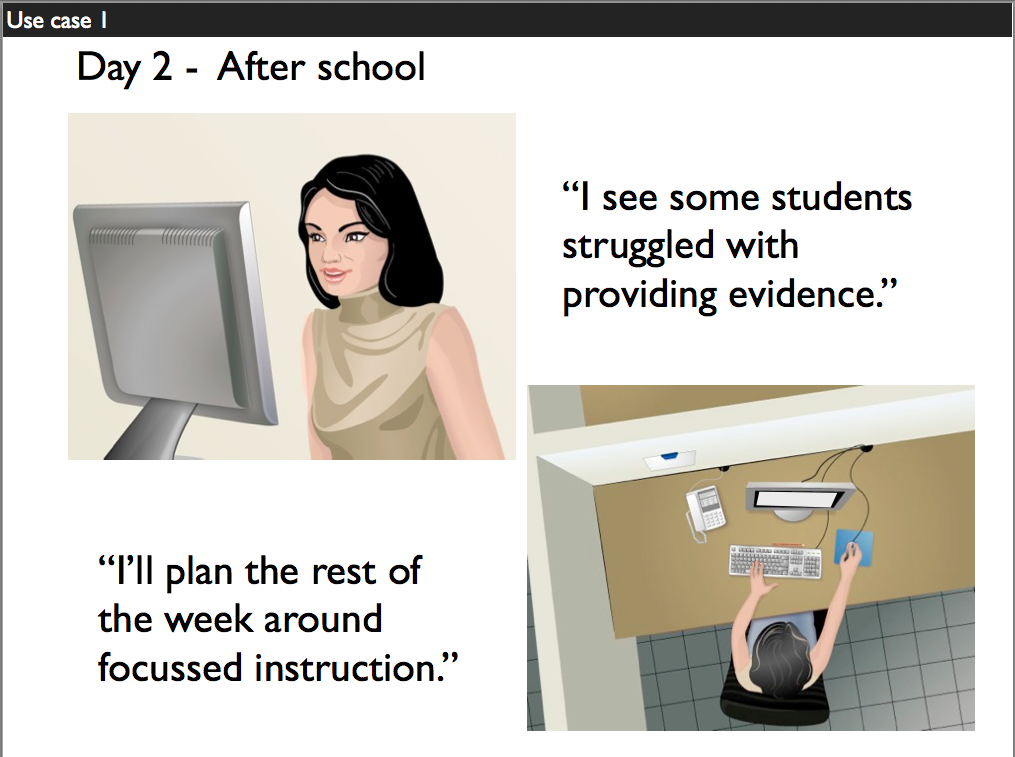 Use case 1
Day 2 - After school
“I see some students
struggled with
providing evidence.”
“I’ll plan the rest of
the week around
focussed instruction.”